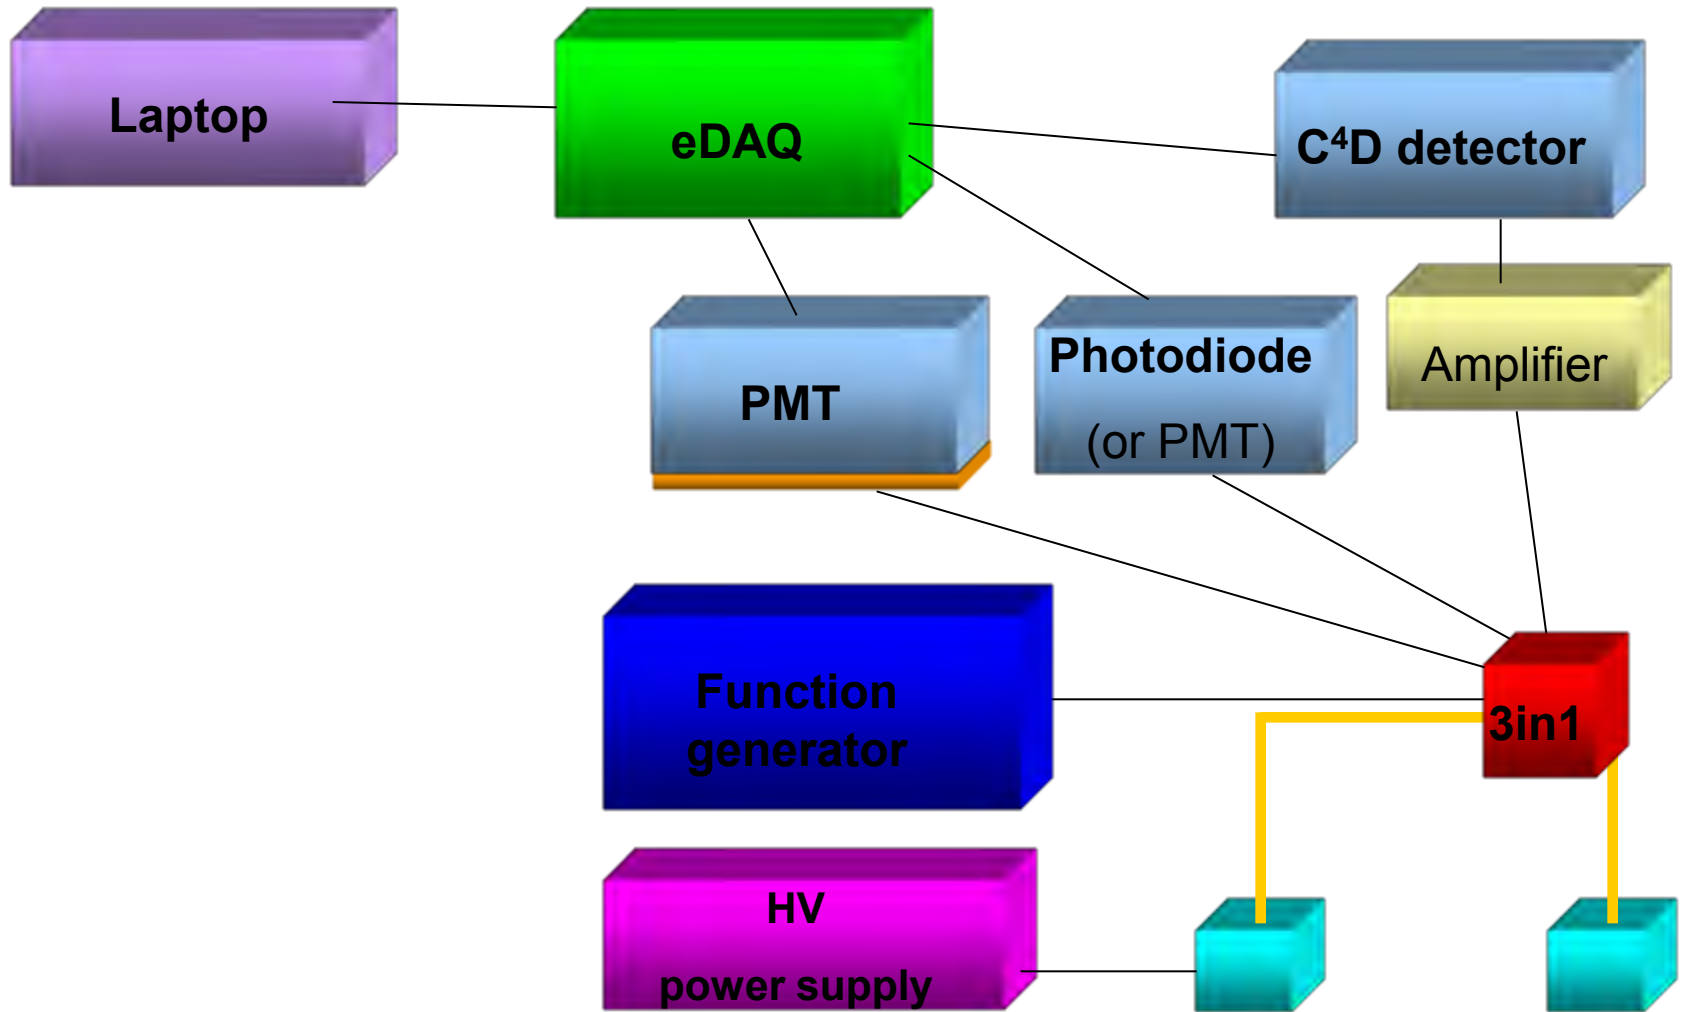 Laptop
eDAQ
C⁴D detector
PMT
Photodiode
(or PMT)
Amplifier
Function
generator
3in1
HV
power supply